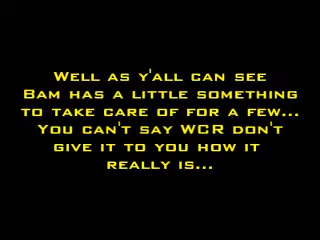 Well as y'all can see
Bam has a little something
to take care of for a few...
You can't say WCR don't
give it to you how it
really is...